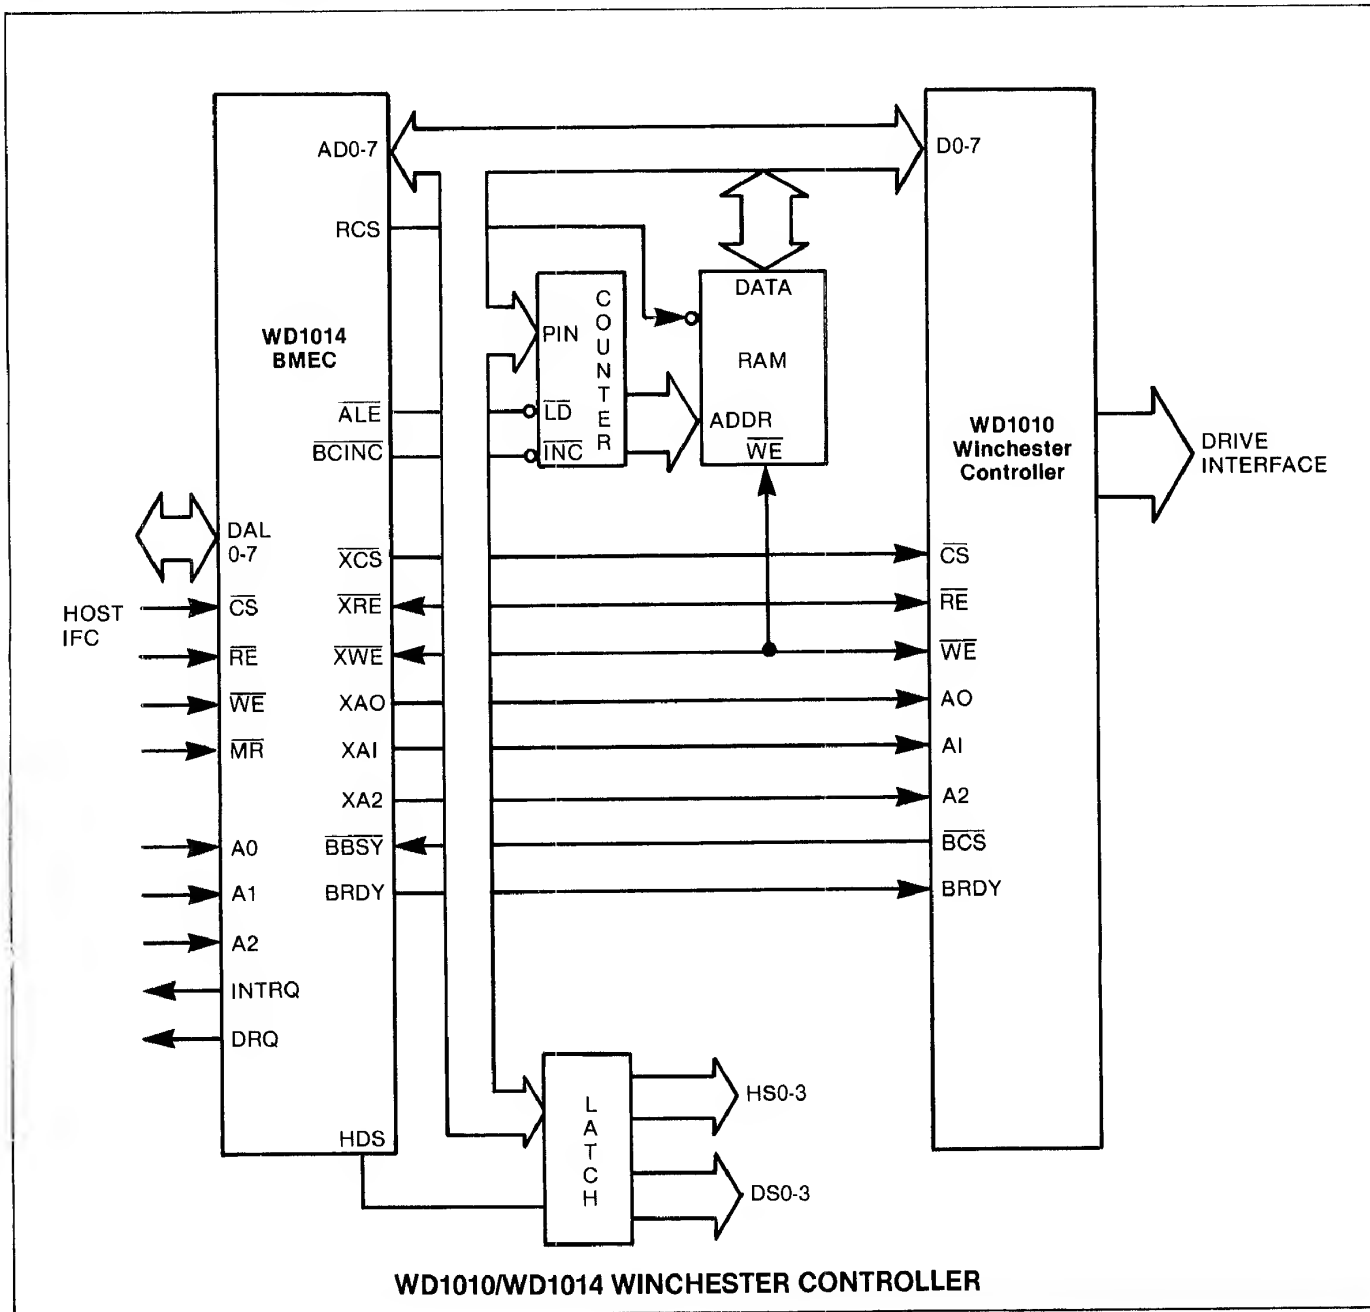 AD0-7
RCS
WD1014
BMEC
ALE
BCINC
DAL
0-7
XCS
CS
XRE
RE
XWE
WE
XAO
MR
XAI
XA2
A0
BBSY
A1
BRDY
A2
INTRQ
DRQ
HDS
HOST
IFC
PIN
LD
INC
COUNTER
DATA
RAM
ADDR
WE
D0-7
WD1010
Winchester
Controller
CS
RE
WE
AO
AI
A2
BCS
BRDY
DRIVE
INTERFACE
LATCH
HS0-3
DS0-3
WD1010/WD1014 WINCHESTER CONTROLLER